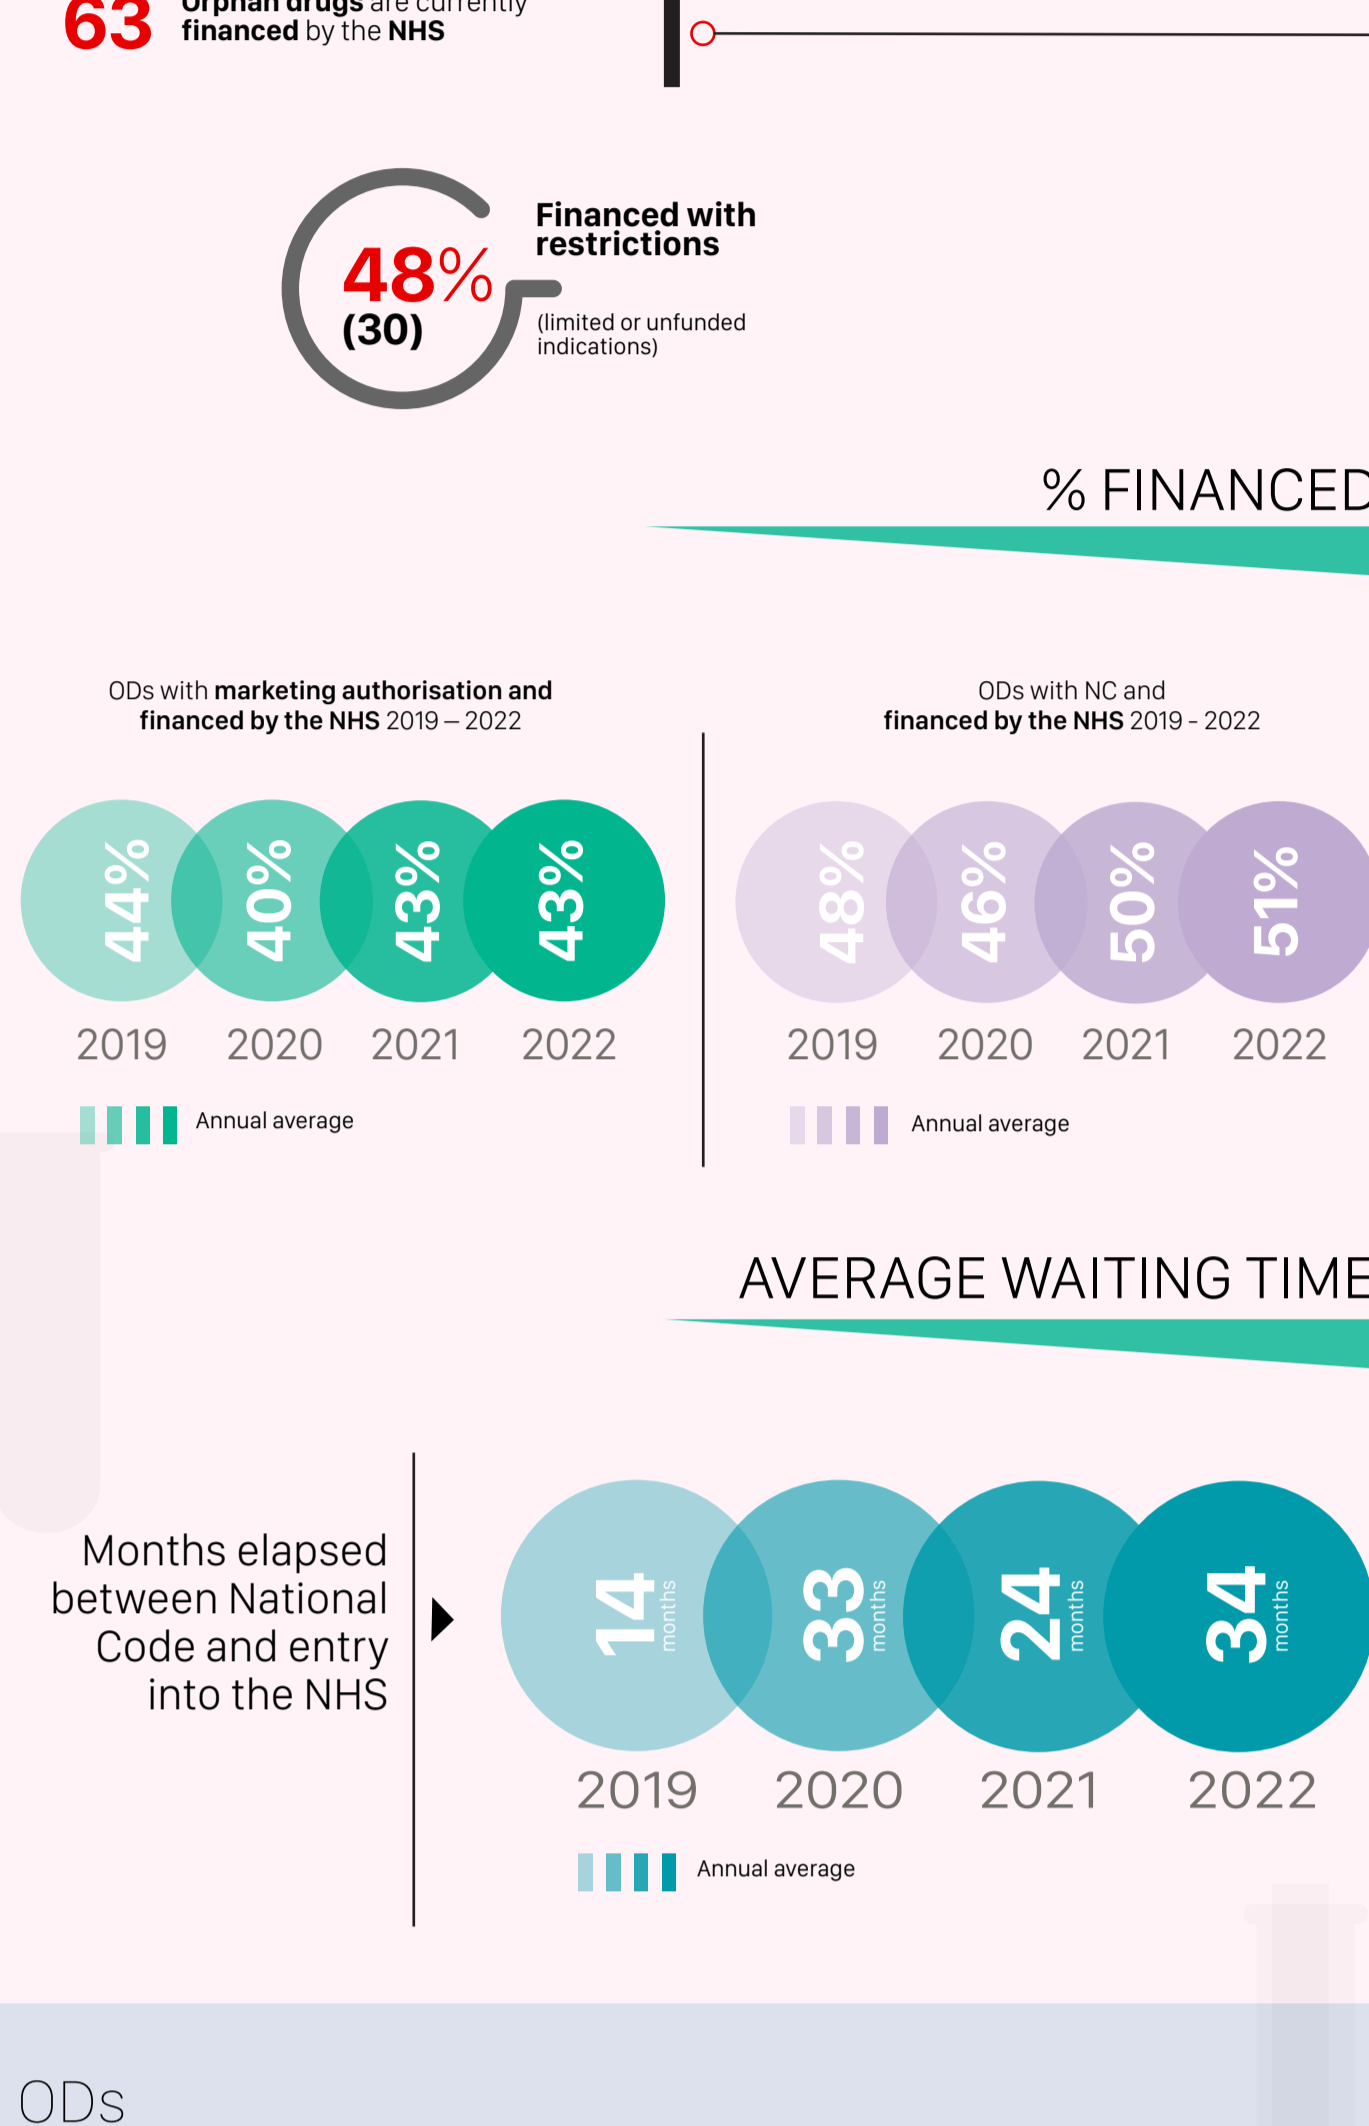 63
Orphan drugs are currently
financed by the NHS
48%
(30)
Financed with
restrictions
(limited or unfunded
indications)
% FINANCED
ODs with marketing authorisation and
financed by the NHS 2019 – 2022
44%
40%
43%
43%
2019
2020
2021
2022
Annual average
ODs with NC and
financed by the NHS 2019 - 2022
48%
46%
50%
51%
2019
2020
2021
2022
Annual average
AVERAGE WAITING TIME
Months elapsed
between National
Code and entry
into the NHS
14
months
33
months
24
months
34
months
2019
2020
2021
2022
Annual average
ODs